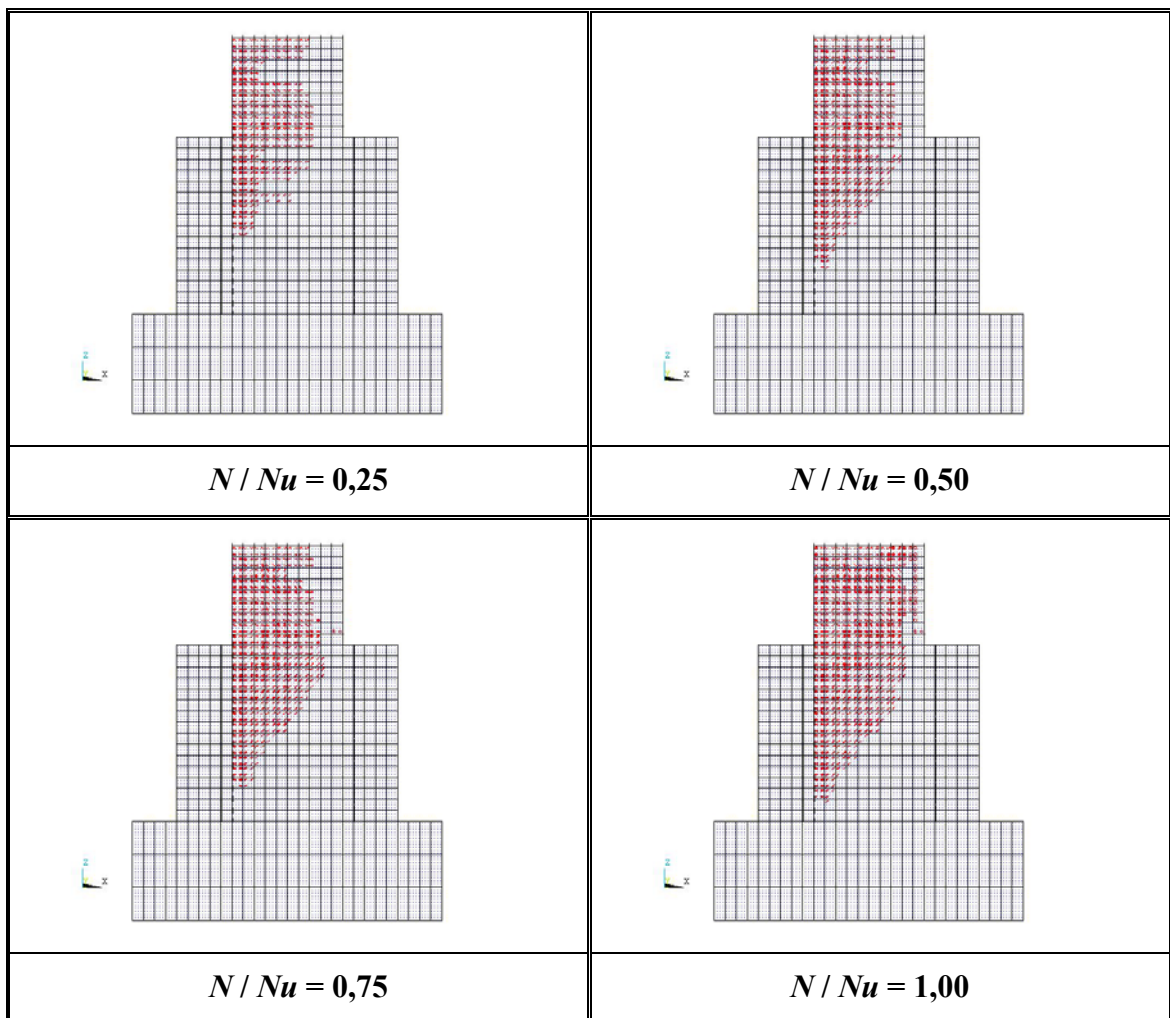 Z
X
Z
X
N / Nu = 0,25
N / Nu = 0,50
Z
X
Z
X
N / Nu = 0,75
N / Nu = 1,00